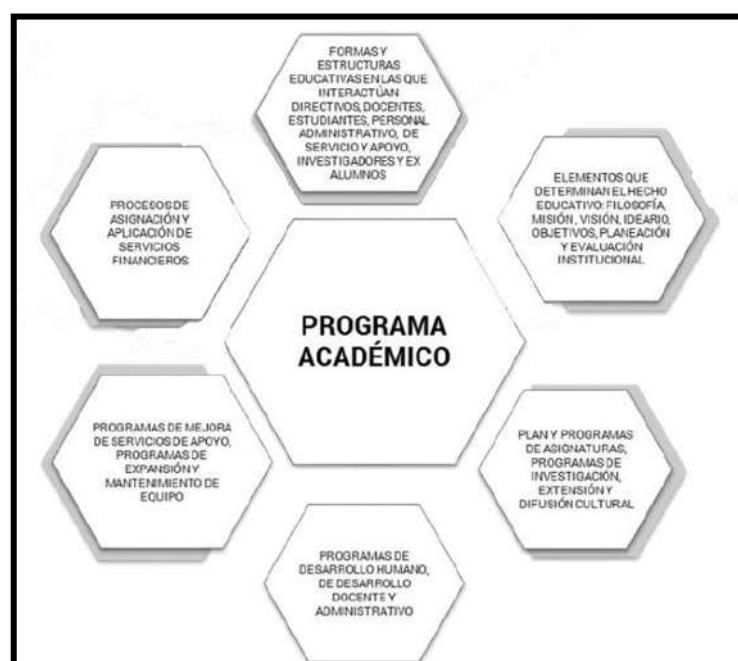 FORMAS Y
ESTRUCTURAS
EDUCATIVAS EN LAS QUE
INTERACTÚAN
DIRECTIVOS, DOCENTES,
ESTUDIANTES, PERSONAL
ADMINISTRATIVO, DE
SERVICIO Y APOYO,
INVESTIGADORES Y EX
ALUMNOS
ELEMENTOS QUE
DETERMINAN EL HECHO
EDUCATIVO: FILOSOFÍA,
MISIÓN, VISIÓN, IDEARIO,
OBJETIVOS, PLANEACIÓN
Y EVALUACIÓN
INSTITUCIONAL
PLAN Y PROGRAMAS
DE ASIGNATURAS,
PROGRAMAS DE
INVESTIGACIÓN,
EXTENSIÓN Y
DIFUSIÓN CULTURAL
PROGRAMAS DE
DESARROLLO HUMANO,
DE DESARROLLO
DOCENTE Y
ADMINISTRATIVO
PROGRAMAS DE MEJORA
DE SERVICIOS DE APOYO,
PROGRAMAS DE
EXPANSIÓN Y
MANTENIMIENTO DE
EQUIPO
PROCESOS DE
ASIGNACIÓN Y
APLICACIÓN DE
SERVICIOS
FINANCIEROS
PROGRAMA
ACADÉMICO